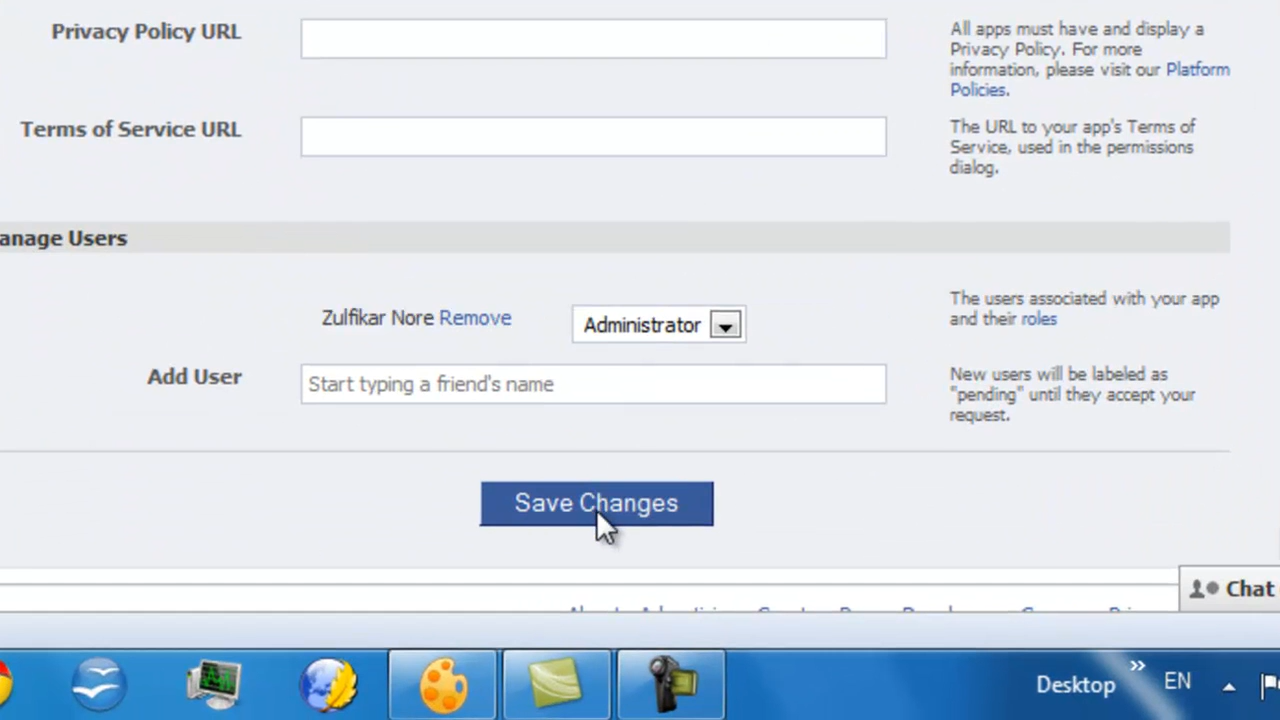 Privacy Policy URL
All apps must have and display a
Privacy Policy. For more
information, please visit our Platform
Policies.
Terms of Service URL
The URL to your app's Terms of
Service, used in the permissions
dialog.
anage Users
Zulfikar Nore Remove
Administrator
The users associated with your app
and their roles
Add User
Start typing a friend's name
New users will be labeled as
"pending" until they accept your
request.
Save Changes
Chat
Desktop
»
EN